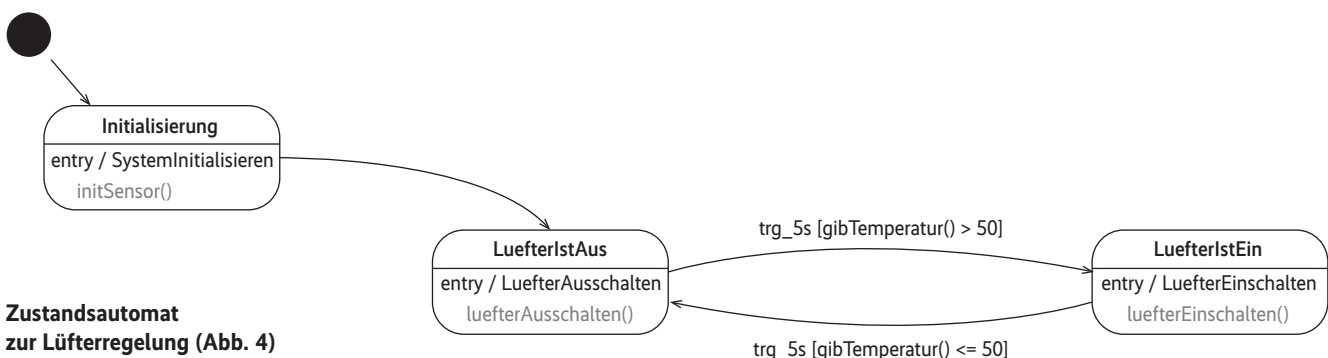 Initialisierung
entry / SystemInitialisieren
initSensor()
trg_5s [gibTemperatur() > 50]
LuefterIstAus
entry / LuefterAusschalten
luefterAusschalten()
LuefterIstEin
entry / LuefterEinschalten
luefterEinschalten()
trg_5s [gibTemperatur() <= 50]
Zustandsautomat
zur Lüfterregelung (Abb. 4)